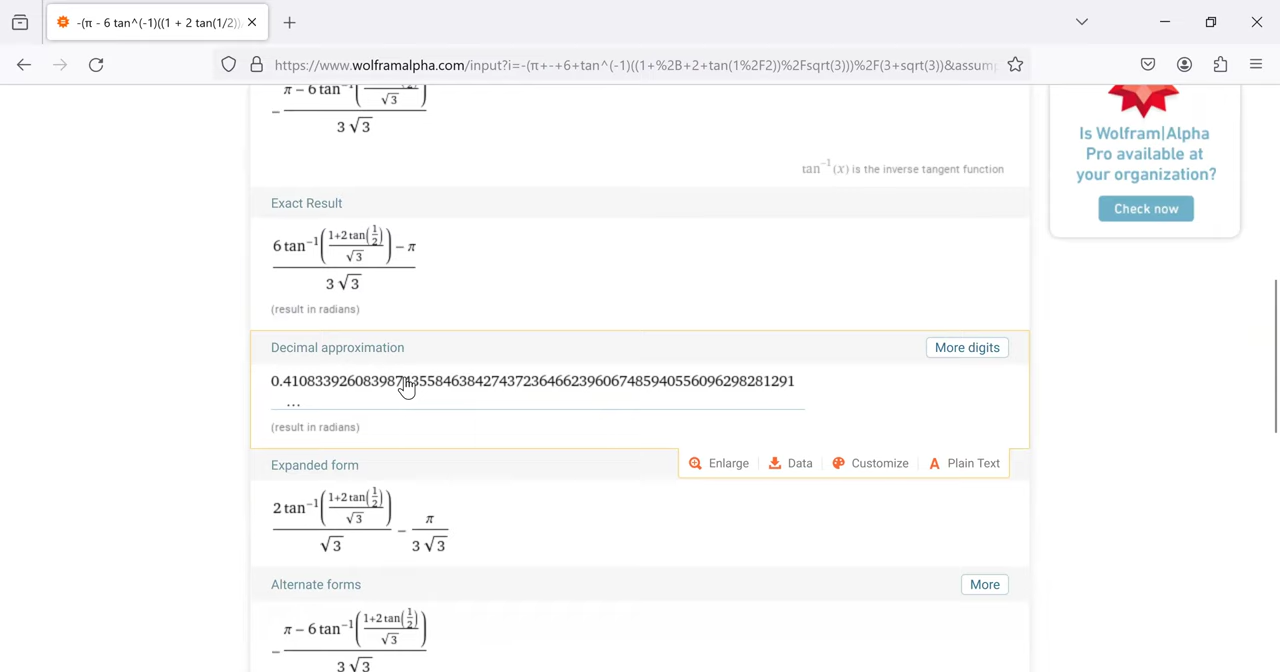 -(π - 6 tan^(-1)((1 + 2 tan(1/2))
https://www.wolframalpha.com/input?i=-(π+-+6+tan^(-1)((1+%2B+2+tan(1%2F2))%2Fsqrt(3)))%2F(3+sqrt(3))&assum
π − 6 tan⁻¹( /√3)
− 3 √3
tan⁻¹(x) is the inverse tangent function
Is Wolfram|Alpha
Pro available at
your organization?
Check now
Exact Result
6 tan⁻¹((1+2 tan(1/2))/√3) − π
3 √3
(result in radians)
Decimal approximation
More digits
0.4108339260839874355846384274372364662396067485940556096298281291
...
(result in radians)
Enlarge
Data
Customize
A Plain Text
Expanded form
2 tan⁻¹((1+2 tan(1/2))/√3) / √3 − π / 3 √3
Alternate forms
More
π − 6 tan⁻¹((1+2 tan(1/2))/√3)
− 3 √3